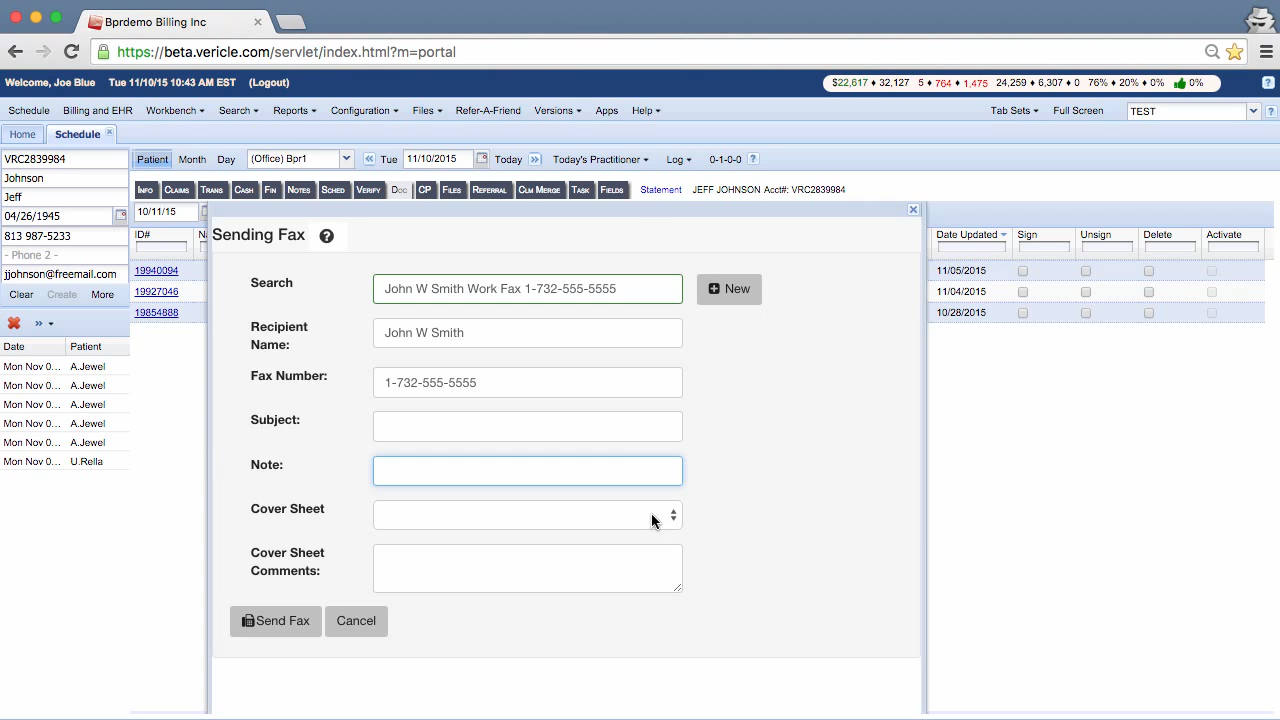 Bprdemo Billing Inc
https://beta.vericle.com/servlet/index.html?m=portal
Welcome, Joe Blue Tue 11/10/15 10:43 AM EST (Logout) $22,617 ♦ 32,127 5 ♦ 764 ♦ 1,475 24,259 ♦ 6,307 ♦ 0 76% ♦ 20% ♦ 0% 0% ?
Schedule Billing and EHR Workbench Search Reports Configuration Files Refer-A-Friend Versions Apps Help Tab Sets Full Screen TEST ?
Home Schedule
VRC2839984 Patient Month Day (Office) Bpr1 Tue 11/10/2015 Today Today's Practitioner Log 0-1-0-0 ?
Johnson
Jeff INFO CLAIMS TRANS CASH FIN NOTES SCHED VERIFY Doc CP FILES REFERRAL CLM MERGE TASK FIELDS Statement JEFF JOHNSON Acct#: VRC2839984
04/26/1945 10/11/15
813 987-5233 ID# Date Updated Sign Unsign Delete Activate
- Phone 2 -
jjohnson@freemail.com 19940094 11/05/2015
Clear Create More 19927046 11/04/2015
19854888 10/28/2015
Date Patient
Mon Nov 0... A.Jewel
Mon Nov 0... A.Jewel
Mon Nov 0... A.Jewel
Mon Nov 0... A.Jewel
Mon Nov 0... A.Jewel
Mon Nov 0... U.Rella
Sending Fax ?
Search John W Smith Work Fax 1-732-555-5555 New
Recipient
Name: John W Smith
Fax Number: 1-732-555-5555
Subject:
Note:
Cover Sheet
Cover Sheet
Comments:
Send Fax Cancel